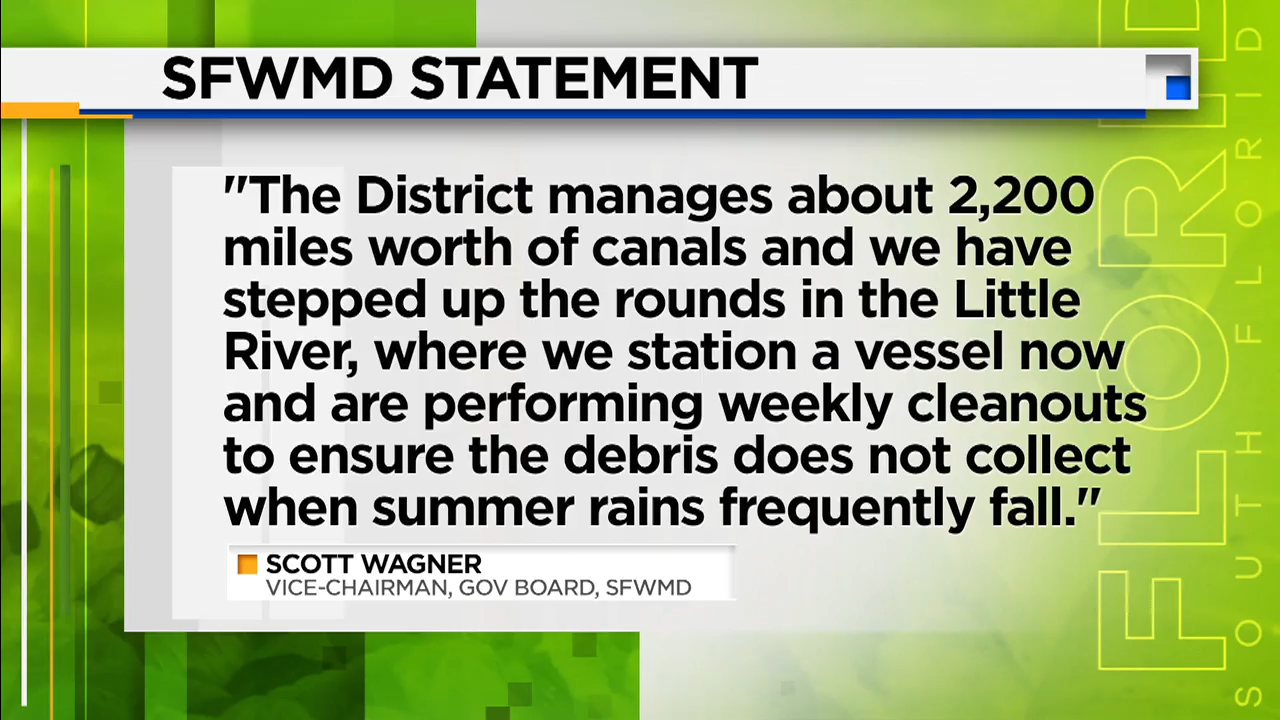 SFWMD STATEMENT
"The District manages about 2,200
miles worth of canals and we have
stepped up the rounds in the Little
River, where we station a vessel now
and are performing weekly cleanouts
to ensure the debris does not collect
when summer rains frequently fall."
SCOTT WAGNER
VICE-CHAIRMAN, GOV BOARD, SFWMD
FLORID
SOUTH FLORID